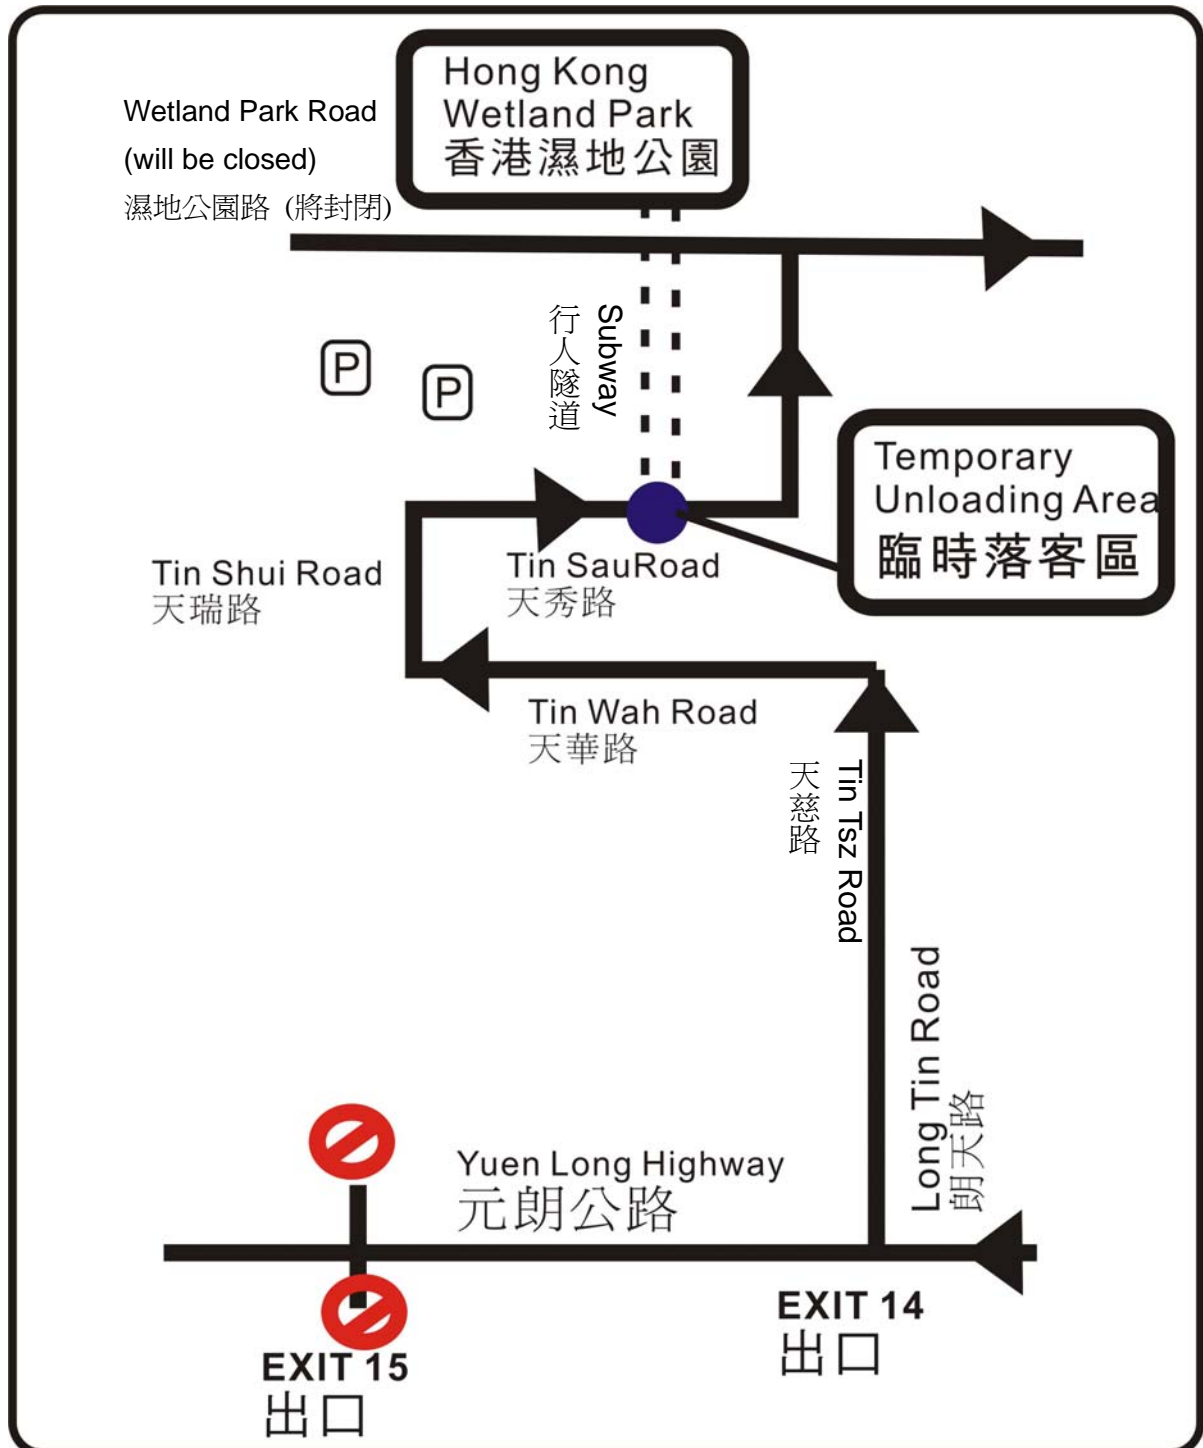 Hong Kong
Wetland Park
香港濕地公園
Wetland Park Road
(will be closed)
濕地公園路 (將封閉)
Subway
行人隧道
P
P
Temporary
Unloading Area
臨時落客區
Tin Shui Road
天瑞路
Tin SauRoad
天秀路
Tin Wah Road
天華路
Tin Tsz Road
天慈路
Long Tin Road
朗天路
Yuen Long Highway
元朗公路
EXIT 14
出口
EXIT 15
出口